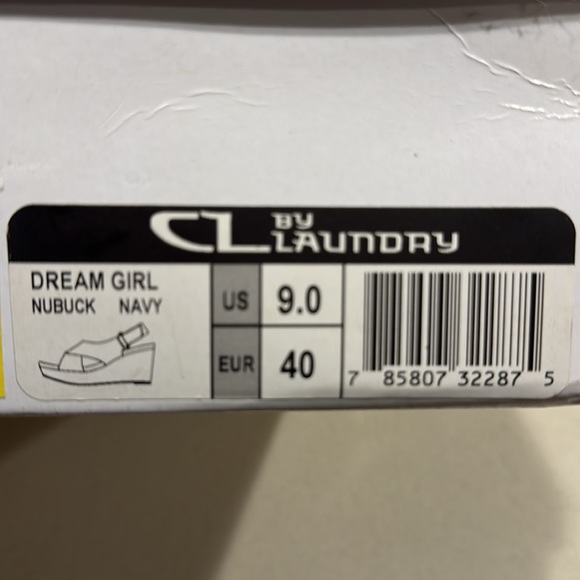 CL BY LAUNDRY
DREAM GIRL
NUBUCK NAVY
US 9.0
EUR 40
7 85807 32287 5